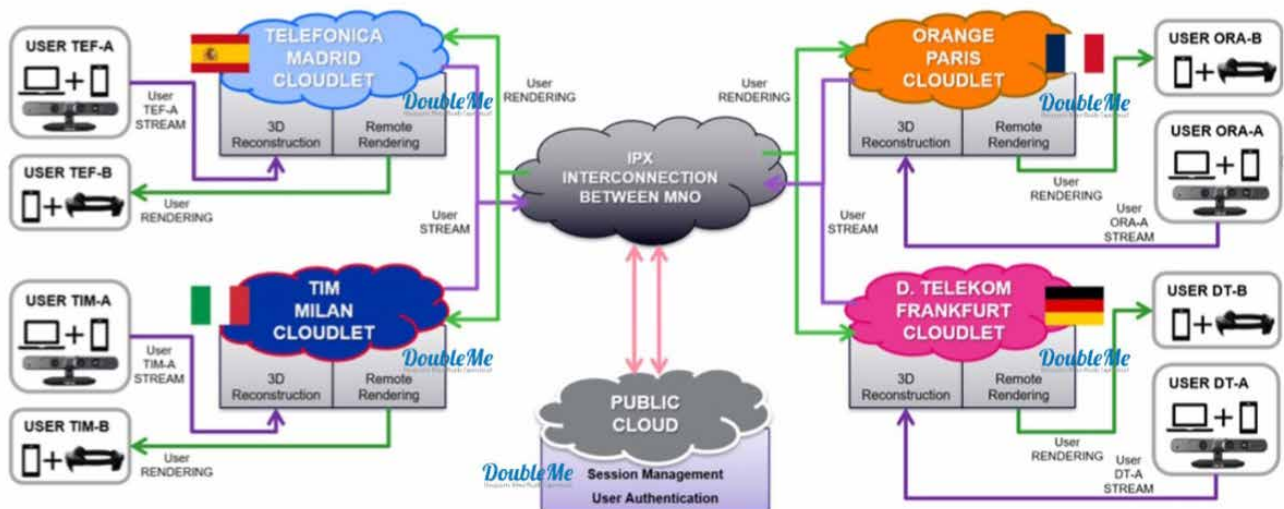 USER TEF-A
User
TEF-A
STREAM
USER TEF-B
User
RENDERING
TELEFONICA
MADRID
CLOUDLET
DoubleMe
3D
Reconstruction
Remote
Rendering
User
RENDERING
User
STREAM
USER TIM-A
User
TIM-A
STREAM
USER TIM-B
User
RENDERING
TIM
MILAN
CLOUDLET
DoubleMe
3D
Reconstruction
Remote
Rendering
IPX
INTERCONNECTION
BETWEEN MNO
PUBLIC
CLOUD
DoubleMe
Session Management
User Authentication
User
RENDERING
User
STREAM
ORANGE
PARIS
CLOUDLET
DoubleMe
3D
Reconstruction
Remote
Rendering
USER ORA-B
User
RENDERING
USER ORA-A
User
ORA-A
STREAM
D. TELEKOM
FRANKFURT
CLOUDLET
DoubleMe
3D
Reconstruction
Remote
Rendering
USER DT-B
User
RENDERING
USER DT-A
User
DT-A
STREAM